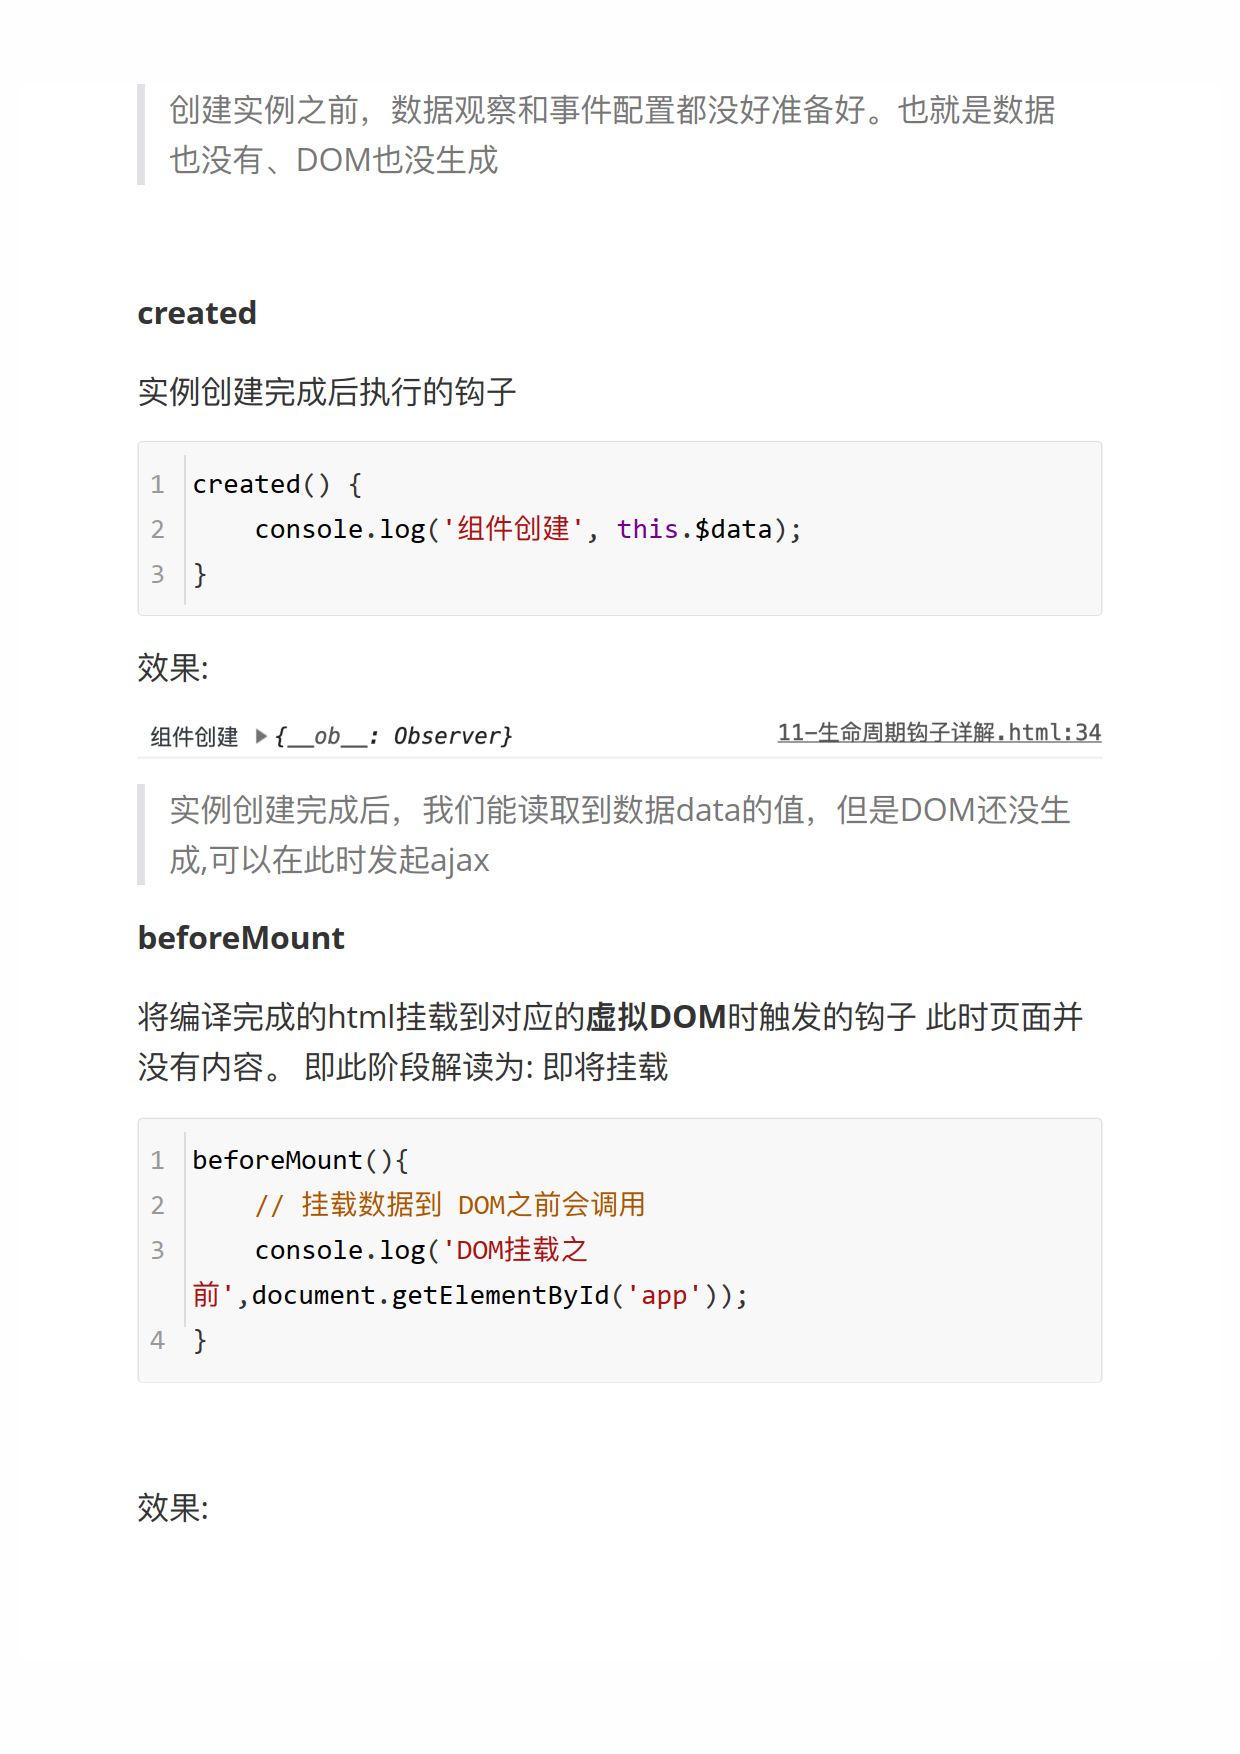 创建实例之前，数据观察和事件配置都没好准备好。也就是数据
也没有、DOM也没生成
created
实例创建完成后执行的钩子
1 created() {
2     console.log('组件创建', this.$data);
3 }
效果:
组件创建 ▶{__ob__: Observer} 11-生命周期钩子详解.html:34
实例创建完成后，我们能读取到数据data的值，但是DOM还没生
成,可以在此时发起ajax
beforeMount
将编译完成的html挂载到对应的虚拟DOM时触发的钩子 此时页面并
没有内容。 即此阶段解读为: 即将挂载
1 beforeMount(){
2     // 挂载数据到 DOM之前会调用
3     console.log('DOM挂载之
前',document.getElementById('app'));
4 }
效果: